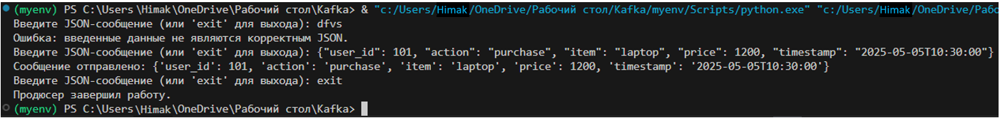 (myenv) PS C:\Users\Himak\OneDrive\Рабочий стол\Kafka> & "c:/Users/Himak/OneDrive/Рабочий стол/Kafka/myenv/Scripts/python.exe" "c:/Users/Himak/OneDrive/Рабо
Введите JSON-сообщение (или 'exit' для выхода): dfvs
Ошибка: введенные данные не являются корректным JSON.
Введите JSON-сообщение (или 'exit' для выхода): {"user_id": 101, "action": "purchase", "item": "laptop", "price": 1200, "timestamp": "2025-05-05T10:30:00"}
Сообщение отправлено: {'user_id': 101, 'action': 'purchase', 'item': 'laptop', 'price': 1200, 'timestamp': '2025-05-05T10:30:00'}
Введите JSON-сообщение (или 'exit' для выхода): exit
Продюсер завершил работу.
(myenv) PS C:\Users\Himak\OneDrive\Рабочий стол\Kafka>